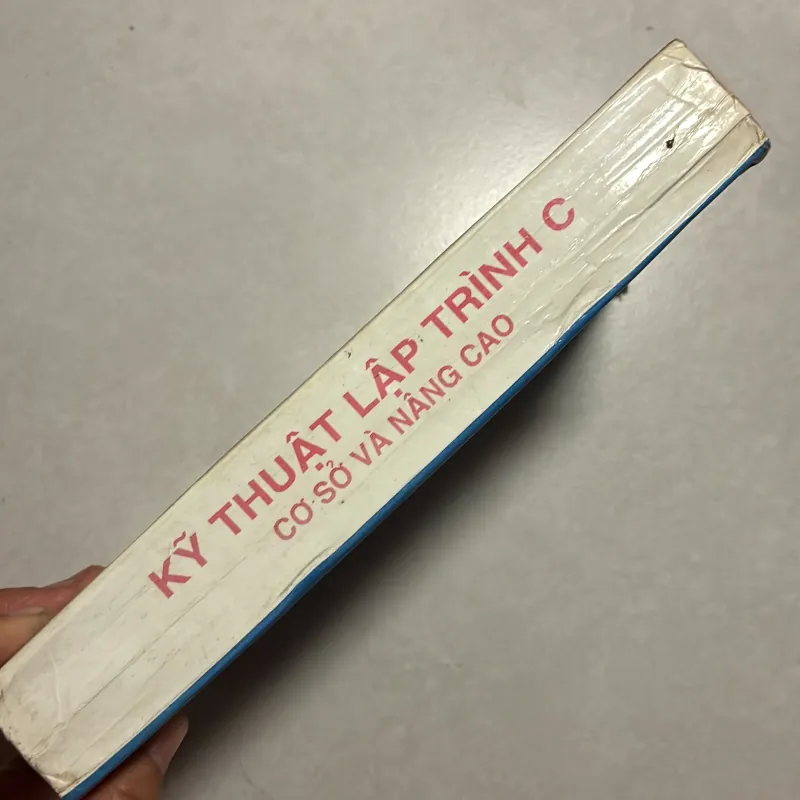 KỸ THUẬT LẬP TRÌNH C
CƠ SỞ VÀ NÂNG CAO